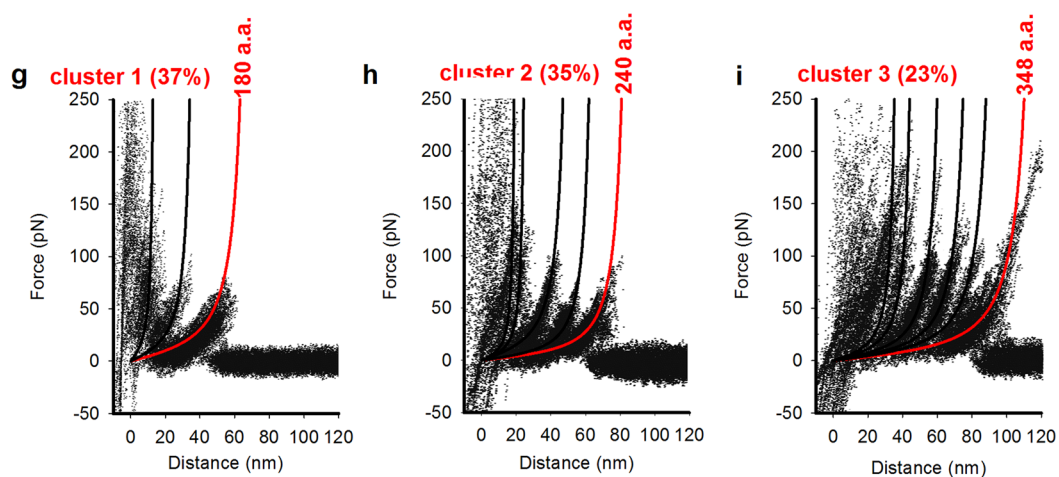 g
cluster 1 (37%)
180 a.a.
250
200
150
100
50
0
-50
Force (pN)
0 20 40 60 80 100 120
Distance (nm)
h
cluster 2 (35%)
240 a.a.
250
200
150
100
50
0
-50
Force (pN)
0 20 40 60 80 100 120
Distance (nm)
i
cluster 3 (23%)
348 a.a.
250
200
150
100
50
0
-50
Force (pN)
0 20 40 60 80 100 120
Distance (nm)